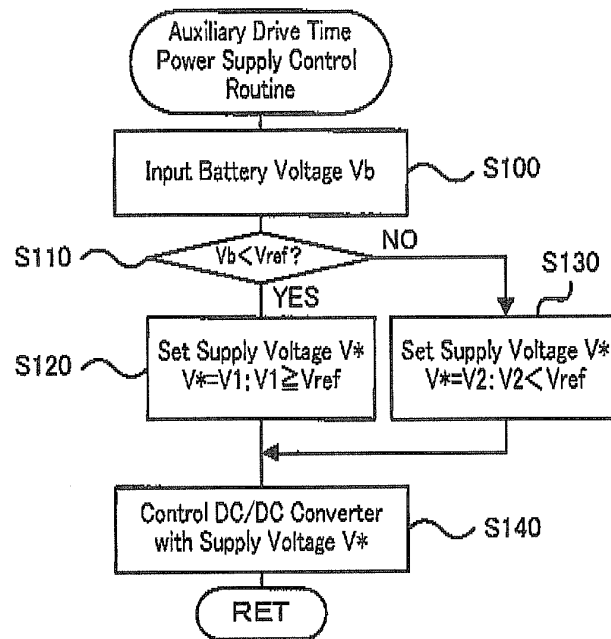 Auxiliary Drive Time
Power Supply Control
Routine
Input Battery Voltage Vb
S100
S110
Vb<Vref?
NO
YES
S130
S120
Set Supply Voltage V*
V*=V1:V1≧Vref
Set Supply Voltage V*
V*=V2:V2<Vref
Control DC/DC Converter
with Supply Voltage V*
S140
RET